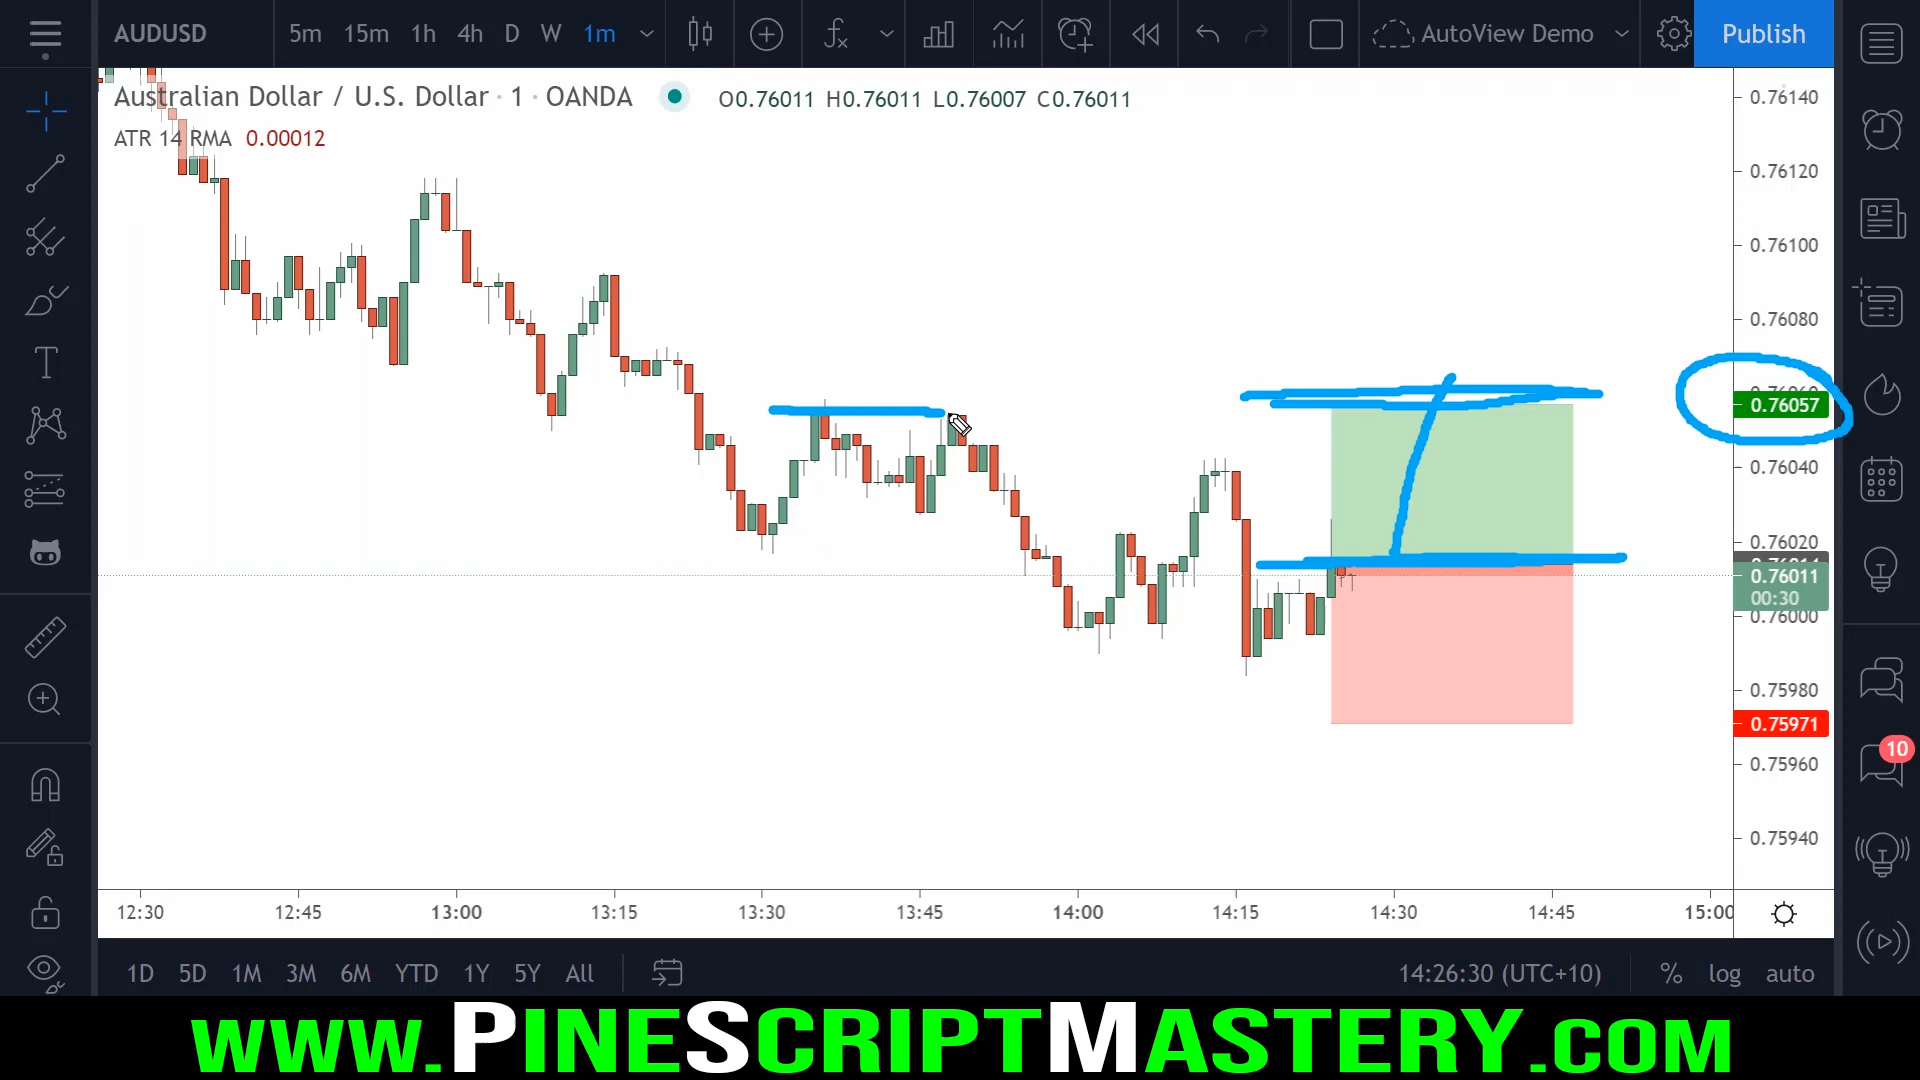 AUDUSD 5m 15m 1h 4h D W 1m AutoView Demo Publish
Australian Dollar / U.S. Dollar · 1 · OANDA O0.76011 H0.76011 L0.76007 C0.76011
ATR 14 RMA 0.00012
0.76140
0.76120
0.76100
0.76080
0.76057
0.76040
0.76020
0.76011
00:30
0.76000
0.75980
0.75971
0.75960
0.75940
10
12:30 12:45 13:00 13:15 13:30 13:45 14:00 14:15 14:30 14:45 15:00
1D 5D 1M 3M 6M YTD 1Y 5Y All 14:26:30 (UTC+10) % log auto
www.PineScriptMastery.com